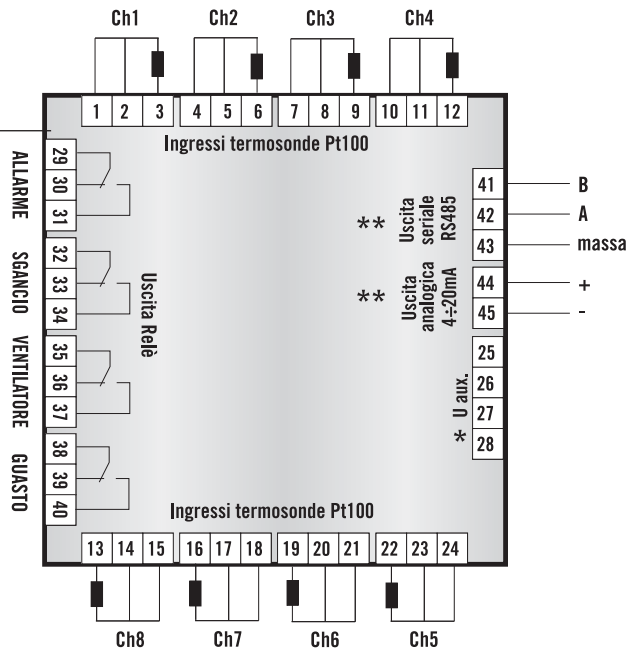 Ch1 Ch2 Ch3 Ch4
1 2 3 4 5 6 7 8 9 10 11 12
Ingressi termosonde Pt100
ALLARME
29
30
31
SGANCIO
32
33
34
VENTILATORE
35
36
37
GUASTO
38
39
40
Uscita Relè
** Uscita
seriale
RS485
41 B
42 A
43 massa
** Uscita
analogica
4÷20mA
44 +
45 -
* U aux.
25
26
27
28
Ingressi termosonde Pt100
13 14 15 16 17 18 19 20 21 22 23 24
Ch8 Ch7 Ch6 Ch5